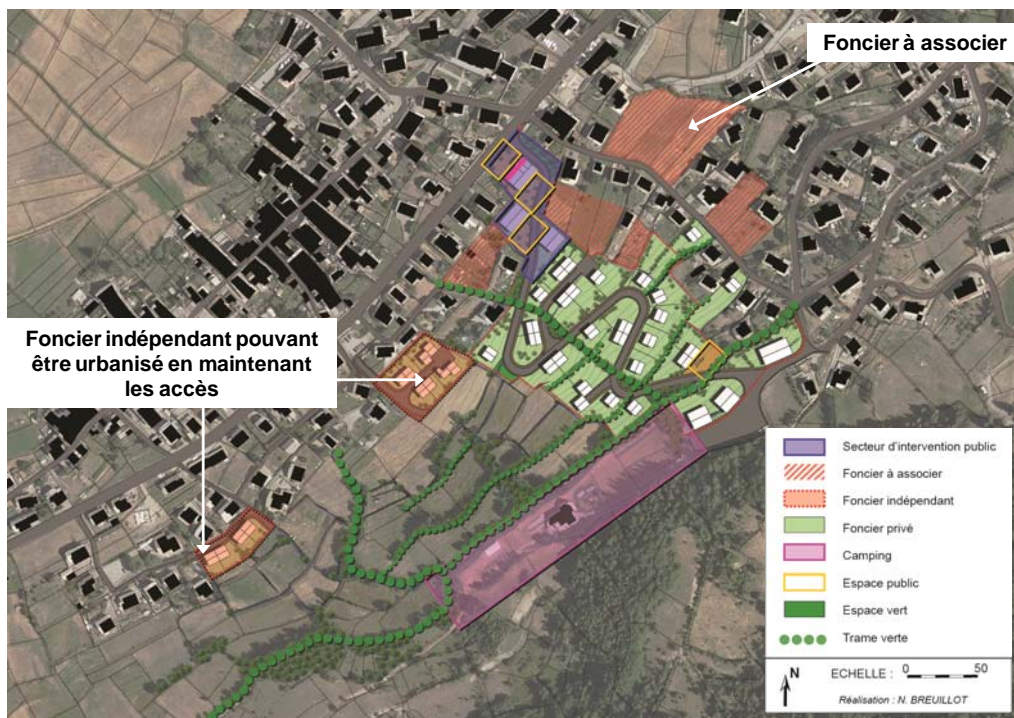 Foncier à associer
Foncier indépendant pouvant
être urbanisé en maintenant
les accès
Secteur d'intervention public
Foncier à associer
Foncier indépendant
Foncier privé
Camping
Espace public
Espace vert
Trame verte
N
ECHELLE : 0 50
Réalisation : N. BREUILLOT